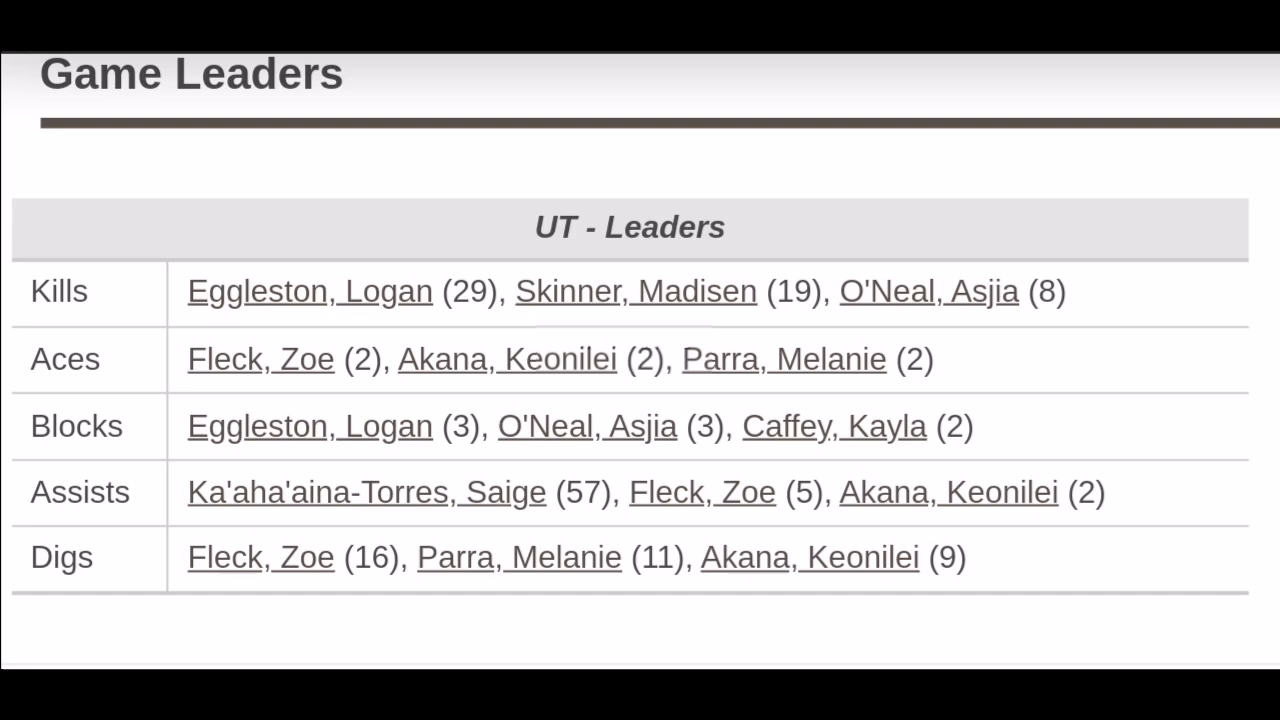 Game Leaders
UT - Leaders
Kills Eggleston, Logan (29), Skinner, Madisen (19), O'Neal, Asjia (8)
Aces Fleck, Zoe (2), Akana, Keonilei (2), Parra, Melanie (2)
Blocks Eggleston, Logan (3), O'Neal, Asjia (3), Caffey, Kayla (2)
Assists Ka'aha'aina-Torres, Saige (57), Fleck, Zoe (5), Akana, Keonilei (2)
Digs Fleck, Zoe (16), Parra, Melanie (11), Akana, Keonilei (9)